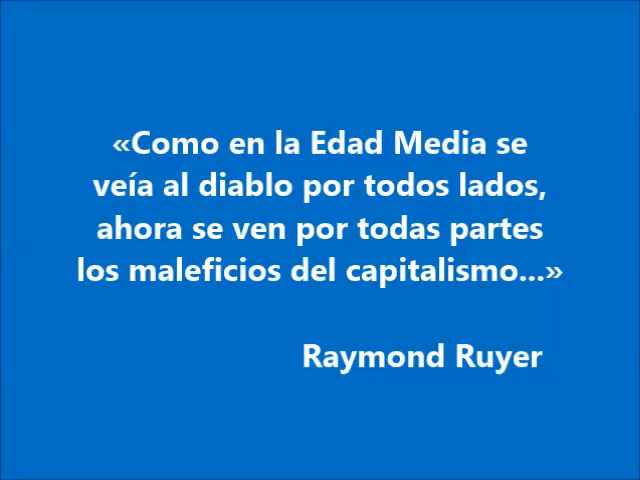 «Como en la Edad Media se
veía al diablo por todos lados,
ahora se ven por todas partes
los maleficios del capitalismo...»
Raymond Ruyer